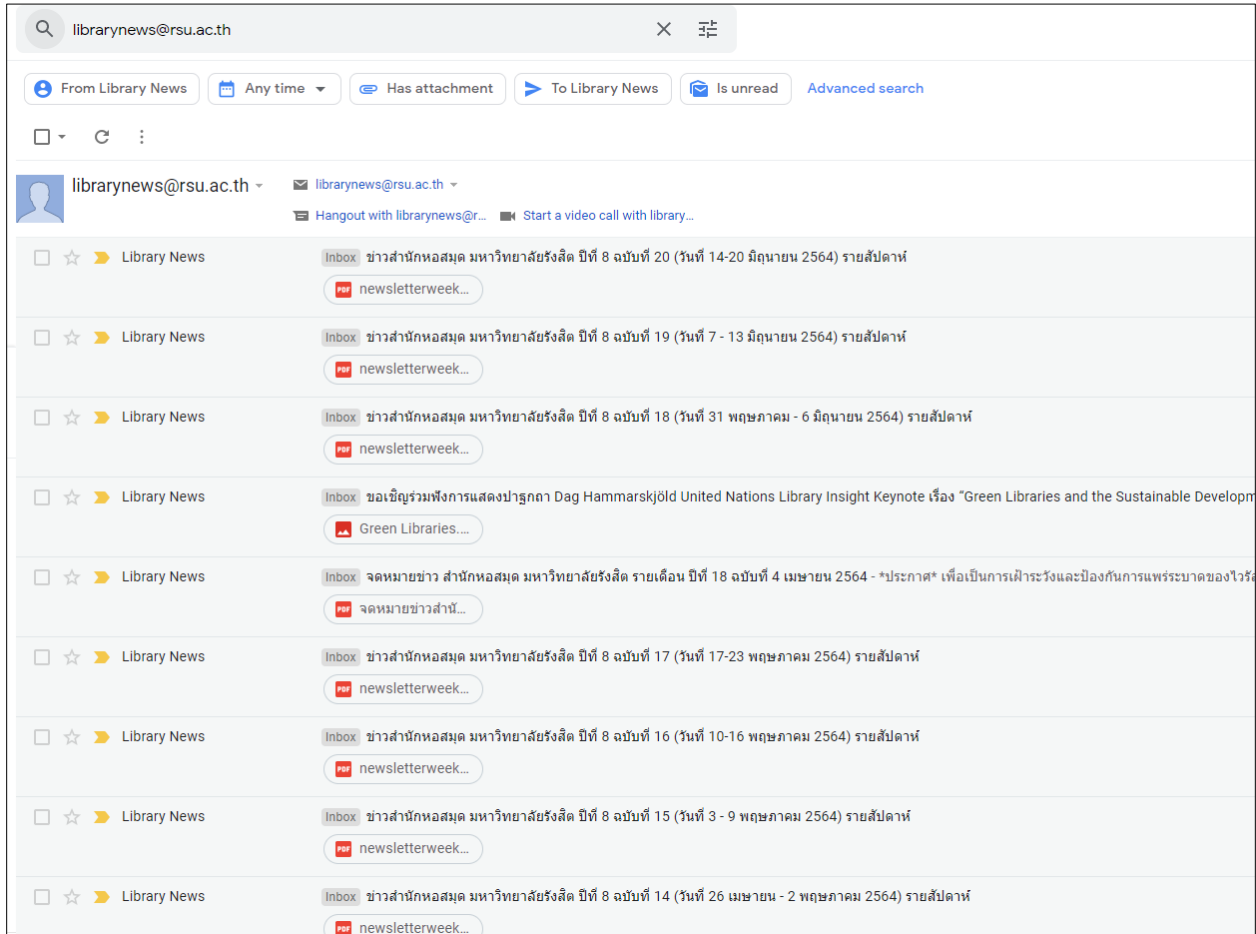 librarynews@rsu.ac.th
From Library News Any time Has attachment To Library News Is unread Advanced search
librarynews@rsu.ac.th librarynews@rsu.ac.th
Hangout with librarynews@r... Start a video call with library...
Library News Inbox ข่าวสำนักหอสมุด มหาวิทยาลัยรังสิต ปีที่ 8 ฉบับที่ 20 (วันที่ 14-20 มิถุนายน 2564) รายสัปดาห์
PDF newsletterweek...
Library News Inbox ข่าวสำนักหอสมุด มหาวิทยาลัยรังสิต ปีที่ 8 ฉบับที่ 19 (วันที่ 7 - 13 มิถุนายน 2564) รายสัปดาห์
PDF newsletterweek...
Library News Inbox ข่าวสำนักหอสมุด มหาวิทยาลัยรังสิต ปีที่ 8 ฉบับที่ 18 (วันที่ 31 พฤษภาคม - 6 มิถุนายน 2564) รายสัปดาห์
PDF newsletterweek...
Library News Inbox ขอเชิญร่วมฟังการแสดงปาฐกถา Dag Hammarskjöld United Nations Library Insight Keynote เรื่อง "Green Libraries and the Sustainable Developm
Green Libraries....
Library News Inbox จดหมายข่าว สำนักหอสมุด มหาวิทยาลัยรังสิต รายเดือน ปีที่ 18 ฉบับที่ 4 เมษายน 2564 - *ประกาศ* เพื่อเป็นการเฝ้าระวังและป้องกันการแพร่ระบาดของไวรัส
PDF จดหมายข่าวสำนั...
Library News Inbox ข่าวสำนักหอสมุด มหาวิทยาลัยรังสิต ปีที่ 8 ฉบับที่ 17 (วันที่ 17-23 พฤษภาคม 2564) รายสัปดาห์
PDF newsletterweek...
Library News Inbox ข่าวสำนักหอสมุด มหาวิทยาลัยรังสิต ปีที่ 8 ฉบับที่ 16 (วันที่ 10-16 พฤษภาคม 2564) รายสัปดาห์
PDF newsletterweek...
Library News Inbox ข่าวสำนักหอสมุด มหาวิทยาลัยรังสิต ปีที่ 8 ฉบับที่ 15 (วันที่ 3 - 9 พฤษภาคม 2564) รายสัปดาห์
PDF newsletterweek...
Library News Inbox ข่าวสำนักหอสมุด มหาวิทยาลัยรังสิต ปีที่ 8 ฉบับที่ 14 (วันที่ 26 เมษายน - 2 พฤษภาคม 2564) รายสัปดาห์
PDF newsletterweek...